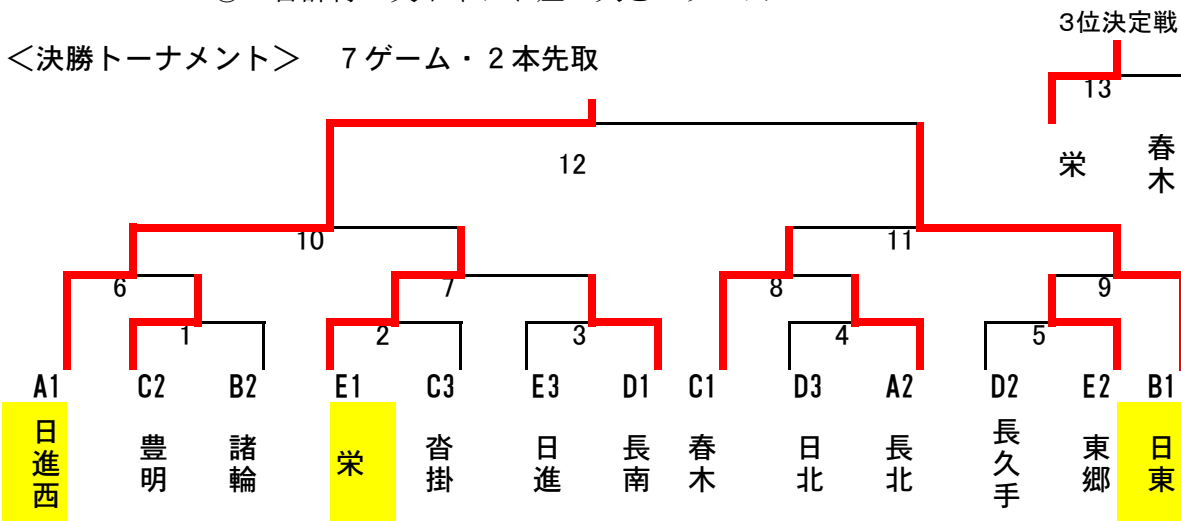 3位決定戦
＜決勝トーナメント＞　７ゲーム・２本先取
13
12
栄
春木
10
11
6
7
8
9
1
2
3
4
5
A1 C2 B2 E1 C3 E3 D1 C1 D3 A2 D2 E2 B1
日進西
豊明
諸輪
栄
沓掛
日進
長南
春木
日北
長北
長久手
東郷
日東